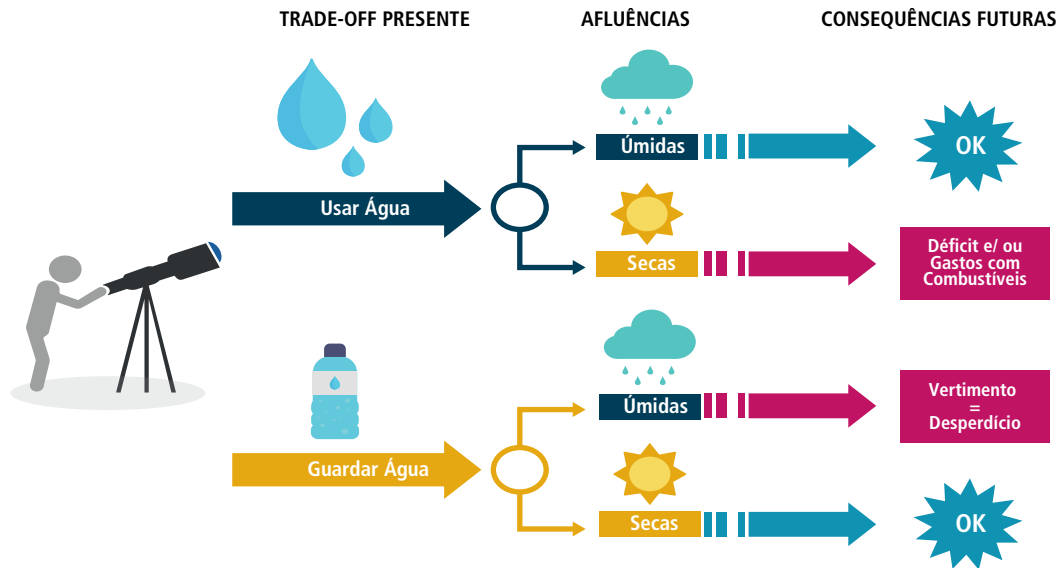 TRADE-OFF PRESENTE
AFLUÊNCIAS
CONSEQUÊNCIAS FUTURAS
Usar Água
Úmidas
OK
Secas
Déficit e/ ou
Gastos com
Combustíveis
Guardar Água
Úmidas
Vertimento
=
Desperdício
Secas
OK